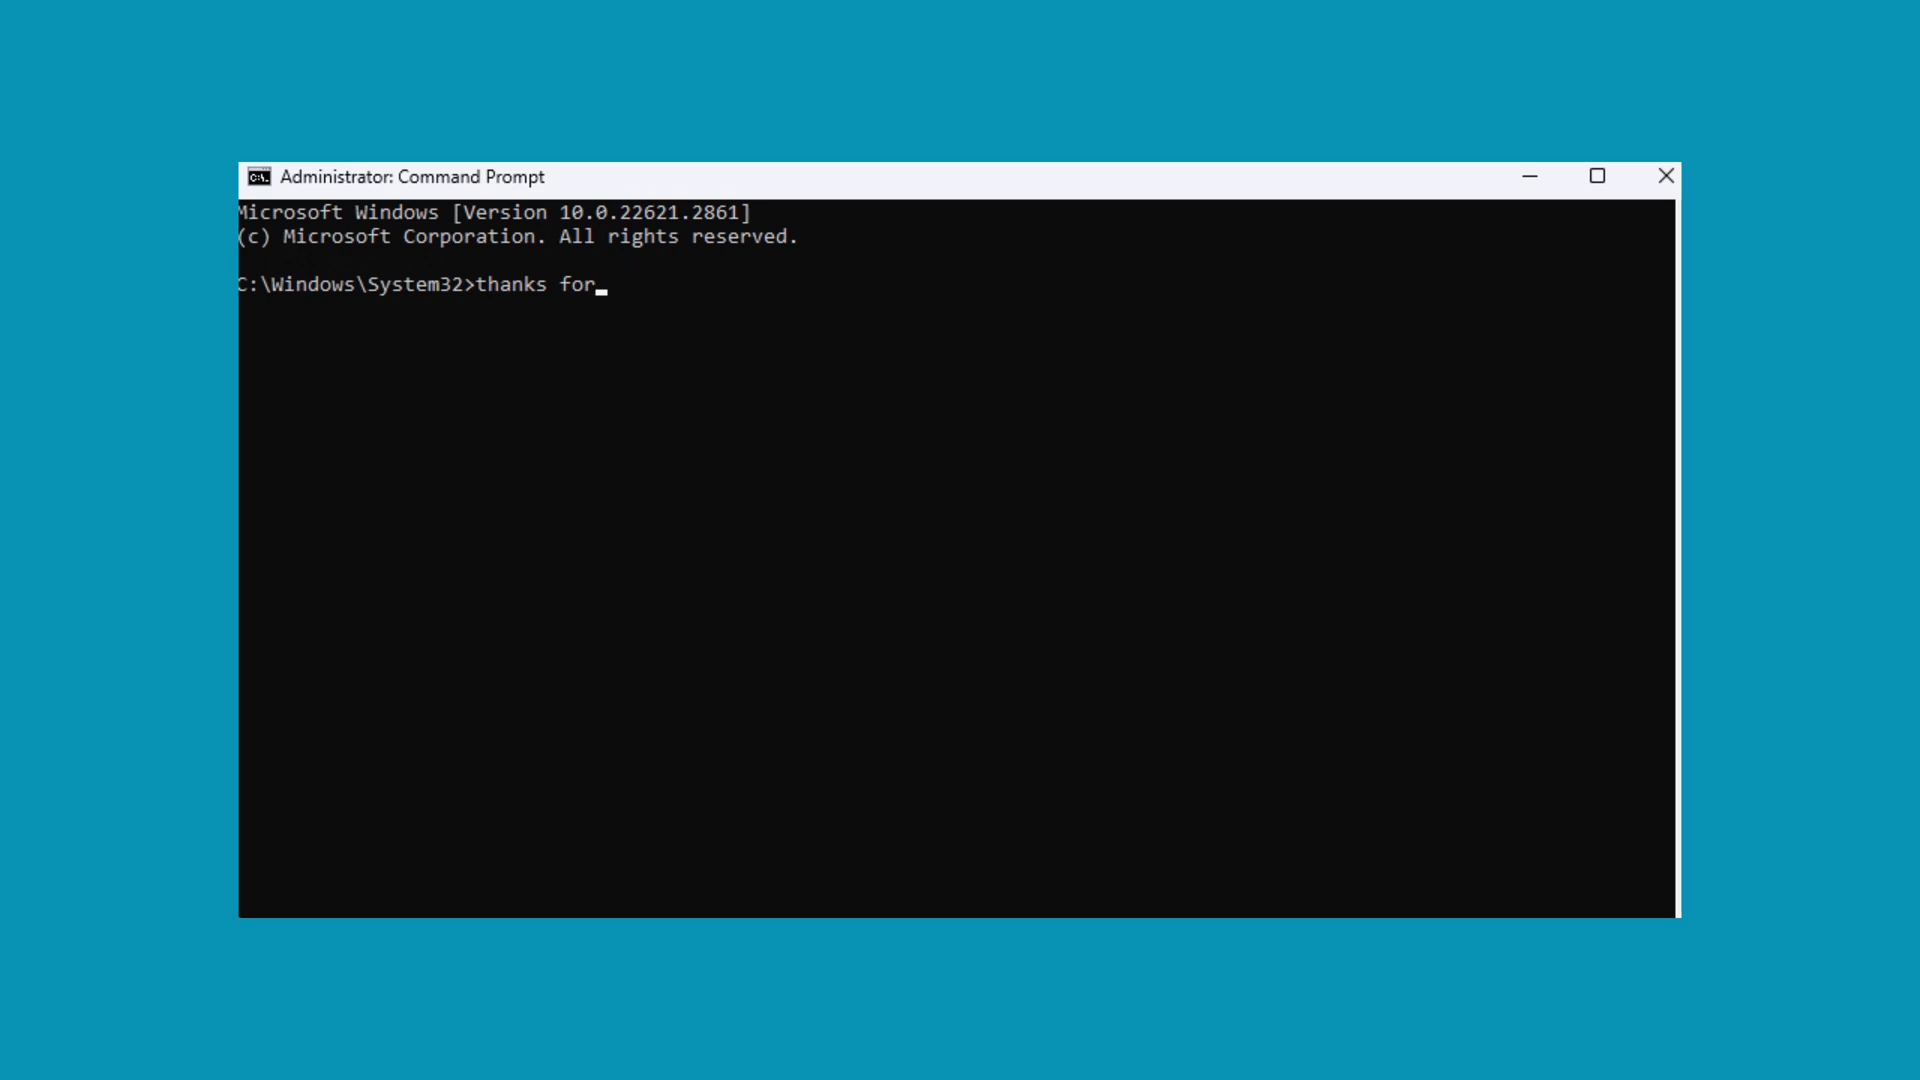 Administrator: Command Prompt
Microsoft Windows [Version 10.0.22621.2861]
(c) Microsoft Corporation. All rights reserved.
C:\Windows\System32>thanks for